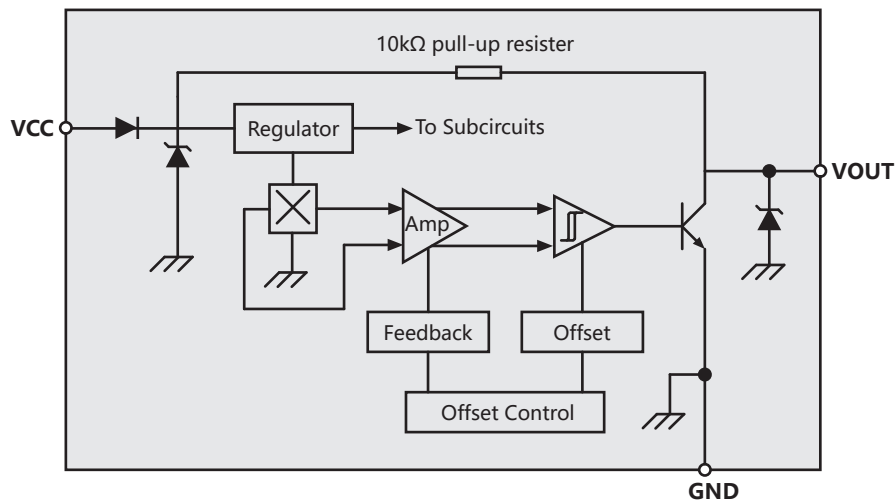 10kΩ pull-up resister
VCC
Regulator
To Subcircuits
VOUT
Amp
Feedback
Offset
Offset Control
GND